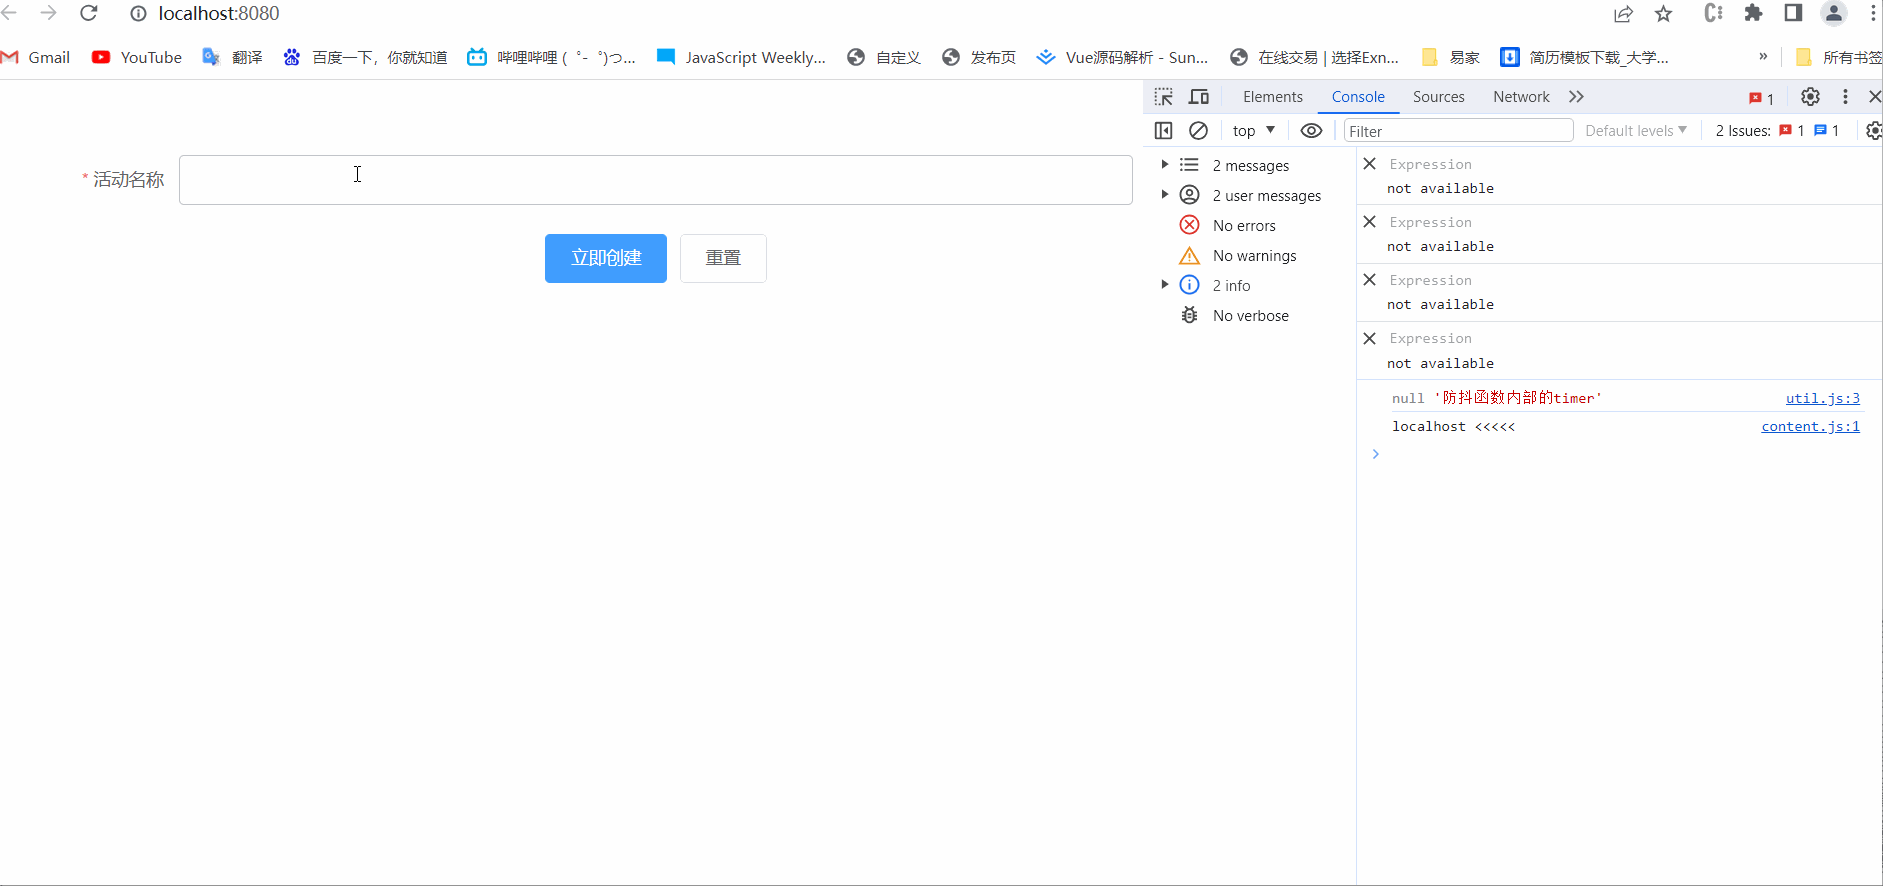 localhost:8080
Gmail YouTube 翻译 百度一下，你就知道 哔哩哔哩 ( ゜- ゜)つ... JavaScript Weekly... 自定义 发布页 Vue源码解析 - Sun... 在线交易 | 选择Exn... 易家 简历模板下载_大学... » 所有书签
Elements Console Sources Network 1
top Filter Default levels 2 Issues: 1 1
* 活动名称
立即创建 重置
2 messages
2 user messages
No errors
No warnings
2 info
No verbose
Expression
not available
Expression
not available
Expression
not available
Expression
not available
null '防抖函数内部的timer' util.js:3
localhost <<<<< content.js:1